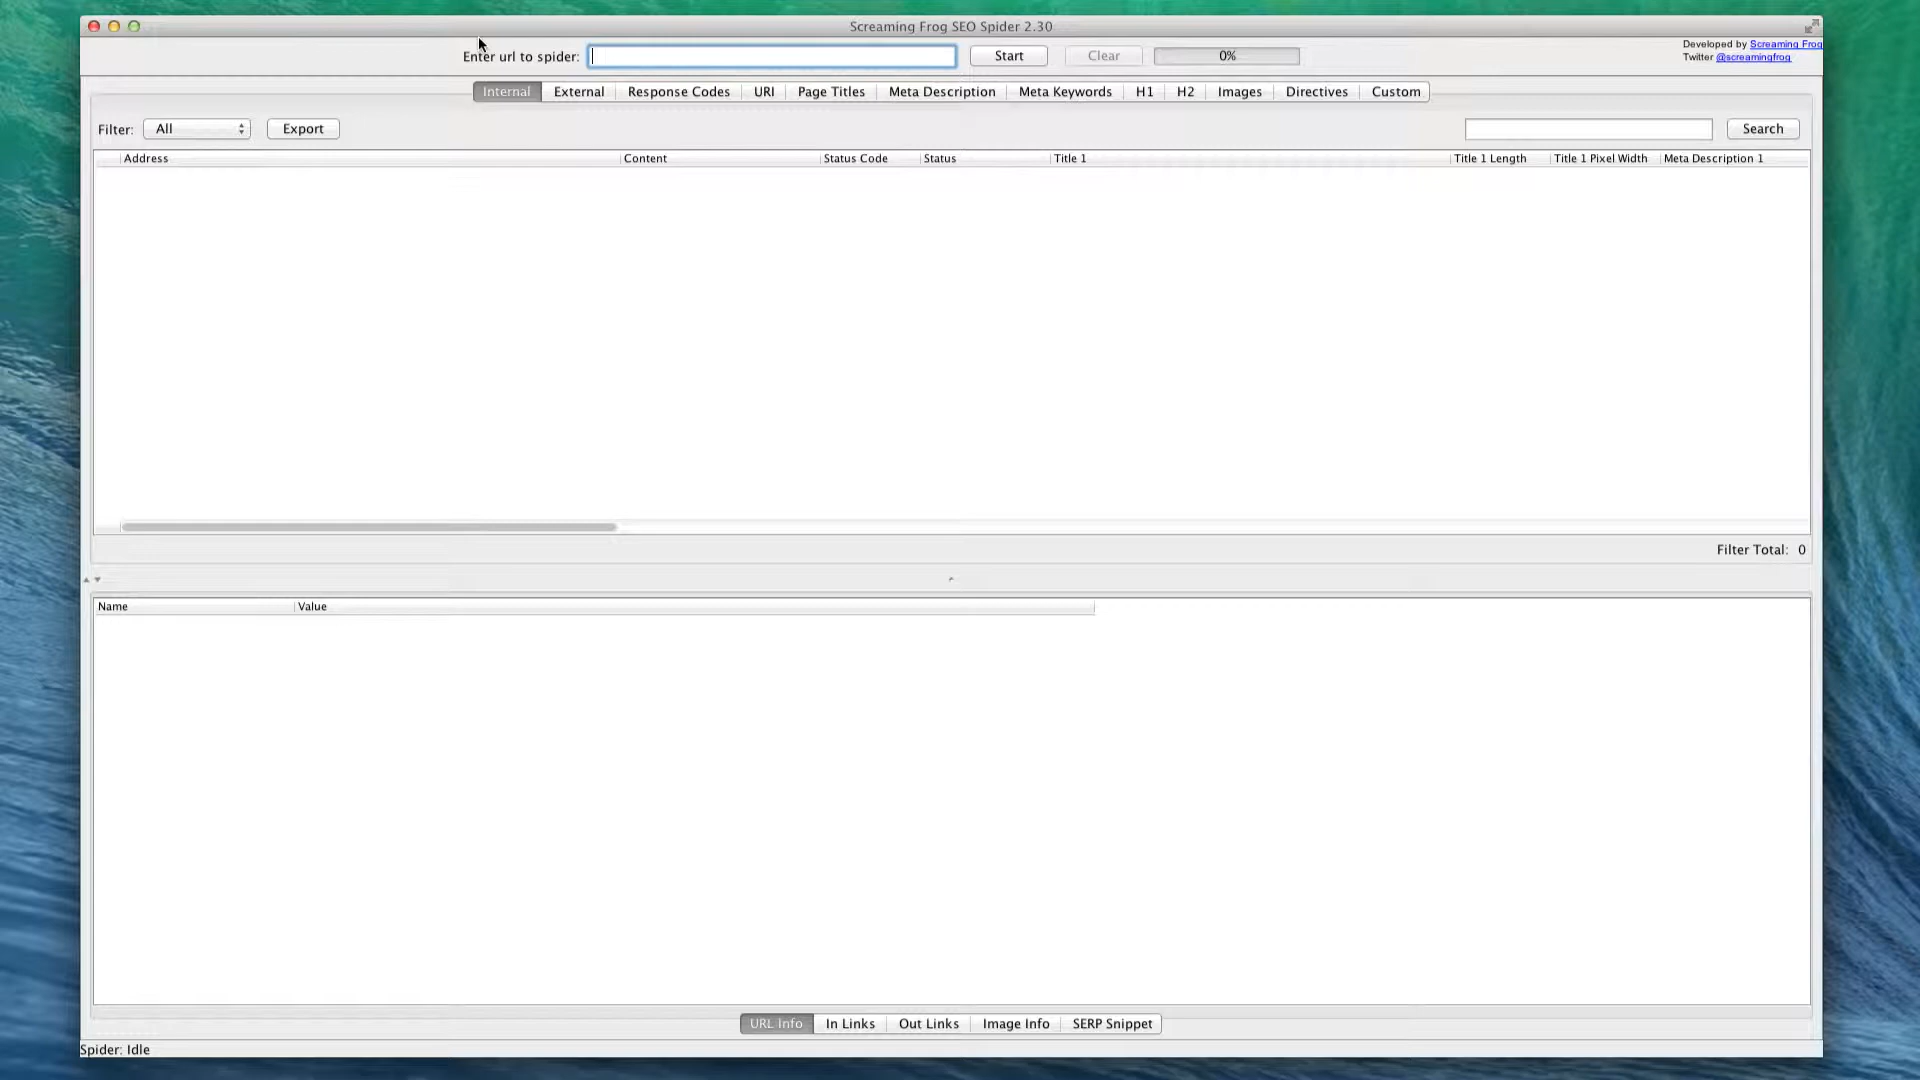 Screaming Frog SEO Spider 2.30
Enter url to spider: Start Clear 0%
Developed by Screaming Frog
Twitter @screamingfrog
Internal External Response Codes URI Page Titles Meta Description Meta Keywords H1 H2 Images Directives Custom
Filter: All Export Search
Address Content Status Code Status Title 1 Title 1 Length Title 1 Pixel Width Meta Description 1
Filter Total: 0
Name Value
URL Info In Links Out Links Image Info SERP Snippet
Spider: Idle